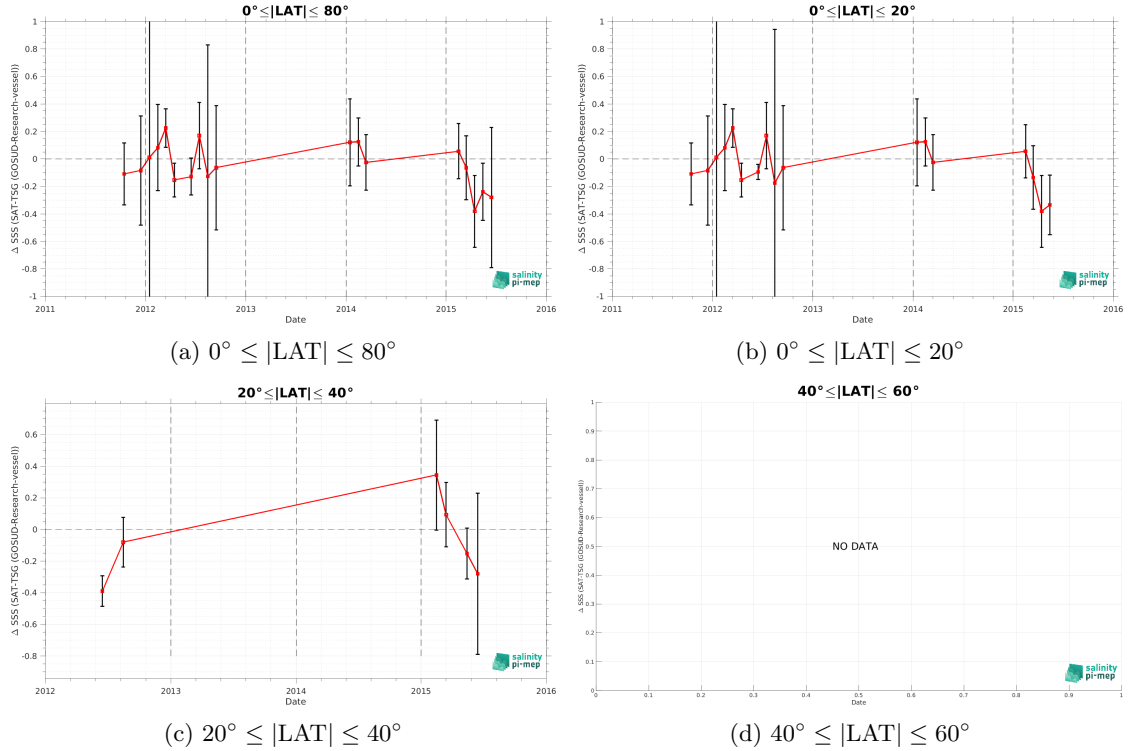 0°≤|LAT|≤ 80°
Δ SSS (SAT-TSG (GOSUD-Research-vessel))
1
0.8
0.6
0.4
0.2
0
-0.2
-0.4
-0.6
-0.8
-1
2011
2012
2013
2014
2015
2016
Date
salinity
pi-mep
(a) 0° ≤ |LAT| ≤ 80°
0°≤|LAT|≤ 20°
Δ SSS (SAT-TSG (GOSUD-Research-vessel))
1
0.8
0.6
0.4
0.2
0
-0.2
-0.4
-0.6
-0.8
-1
2011
2012
2013
2014
2015
2016
Date
salinity
pi-mep
(b) 0° ≤ |LAT| ≤ 20°
20°≤|LAT|≤ 40°
Δ SSS (SAT-TSG (GOSUD-Research-vessel))
0.6
0.4
0.2
0
-0.2
-0.4
-0.6
-0.8
2012
2013
2014
2015
2016
Date
salinity
pi-mep
(c) 20° ≤ |LAT| ≤ 40°
40°≤|LAT|≤ 60°
Δ SSS (SAT-TSG (GOSUD-Research-vessel))
1
0.9
0.8
0.7
0.6
0.5
0.4
0.3
0.2
0.1
0
NO DATA
0
0.1
0.2
0.3
0.4
0.5
0.6
0.7
0.8
0.9
1
Date
salinity
pi-mep
(d) 40° ≤ |LAT| ≤ 60°